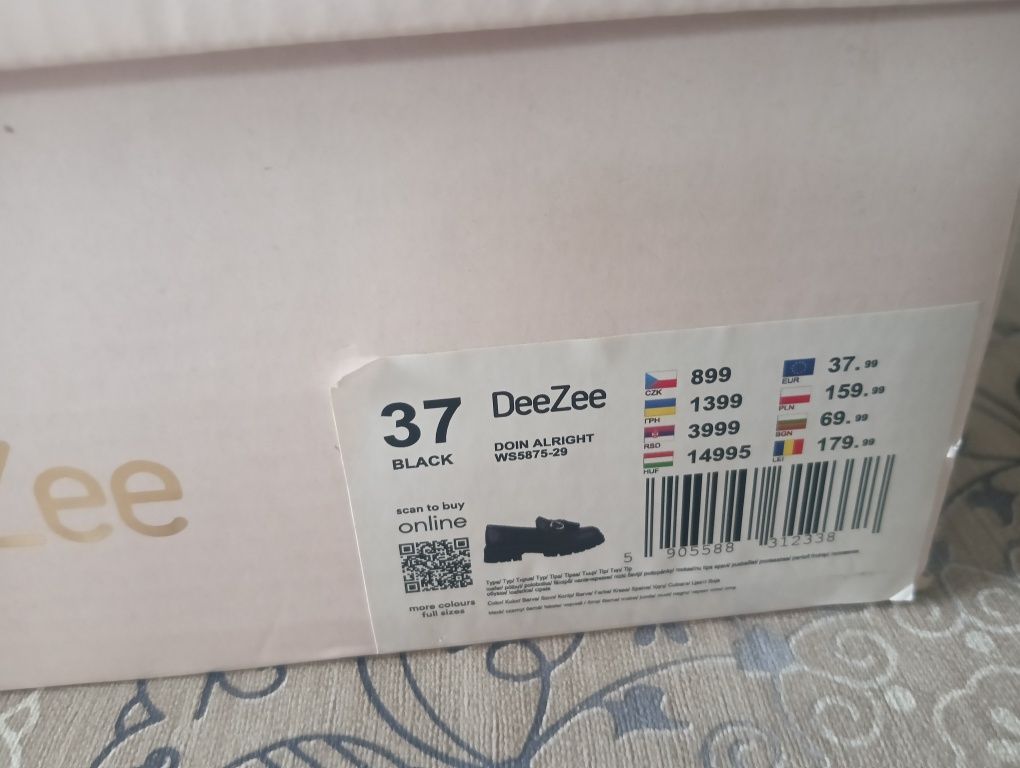 Zee
37
BLACK
DeeZee
DOIN ALRIGHT
WS5875-29
CZK 899
ГРН 1399
RSD 3999
HUF 14995
EUR 37.99
PLN 159.99
BGN 69.99
LEI 179.99
scan to buy
online
more colours
full sizes
5 905588 312338